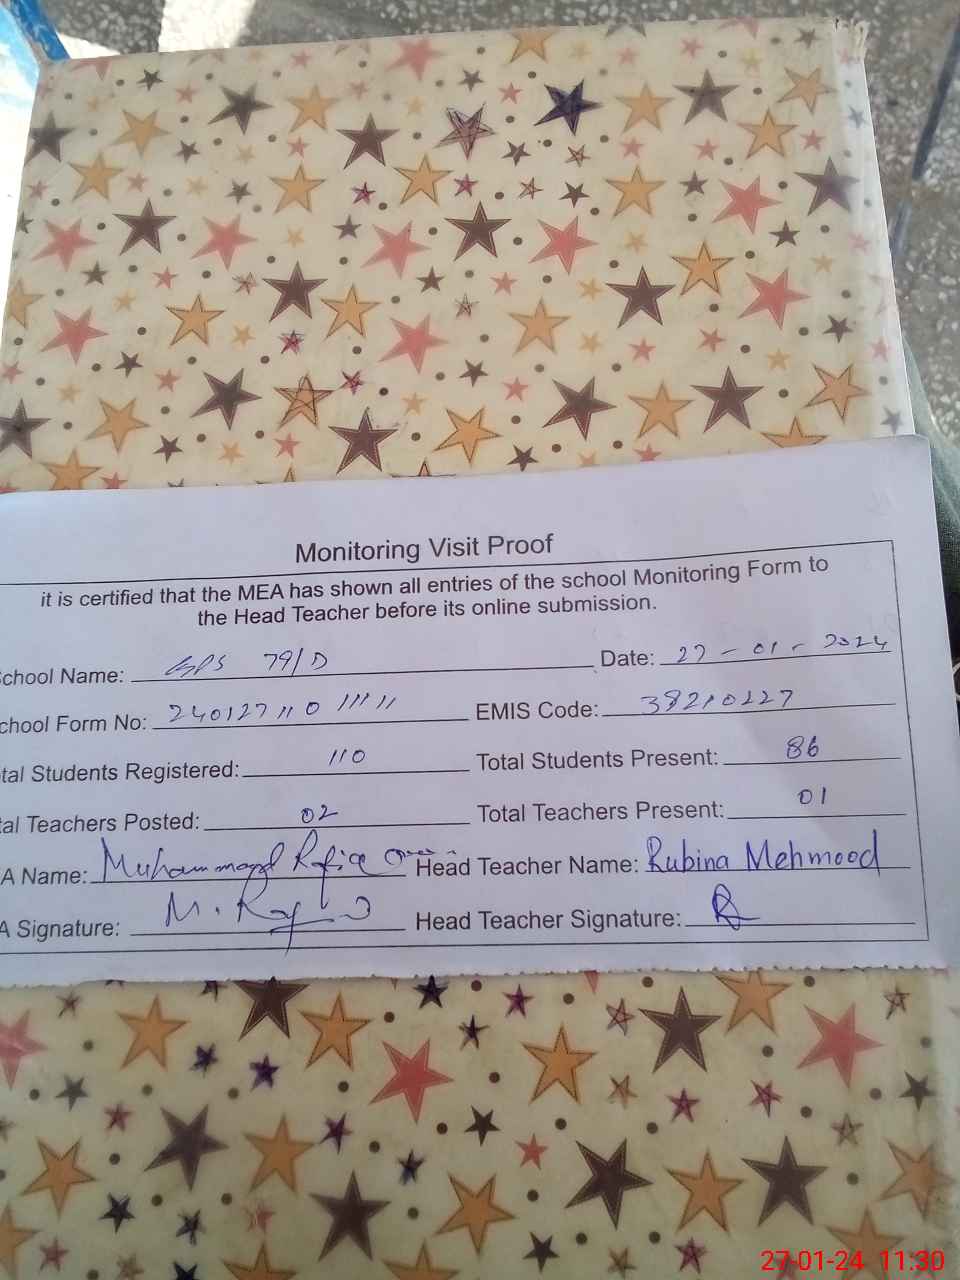 Monitoring Visit Proof
it is certified that the MEA has shown all entries of the school Monitoring Form to
the Head Teacher before its online submission.
chool Name: GPS 79/D Date: 27-01-2024
chool Form No: 240127110 11111 EMIS Code: 38210227
tal Students Registered: 110 Total Students Present: 86
al Teachers Posted: 02 Total Teachers Present: 01
A Name: Muhammad Rafiq Head Teacher Name: Rubina Mehmood
A Signature: Head Teacher Signature:
27-01-24 11:30